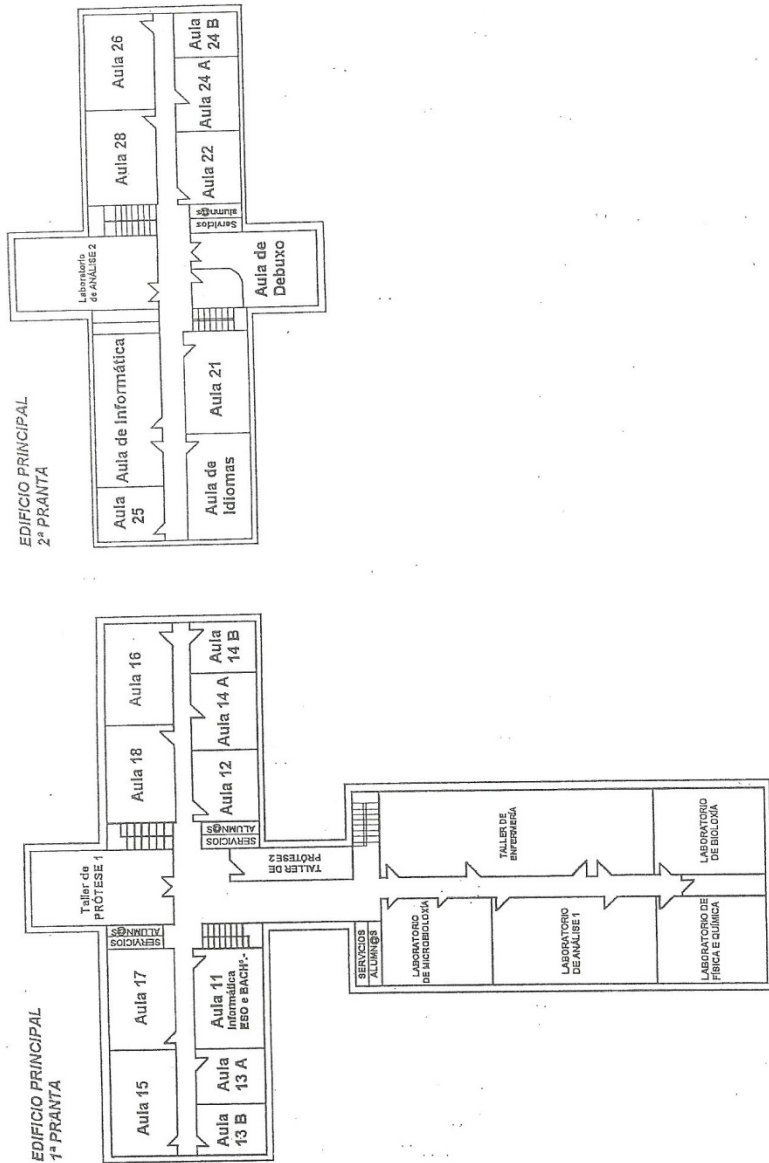 EDIFICIO PRINCIPAL
1ª PRANTA
Aula 15
Aula 17
SERVICIOS
ALUMN@S
Taller de
PRÓTESE 1
Aula 18
Aula 16
Aula
13 B
Aula
13 A
Aula 11
Informática
ESO e BACHº.-
SERVICIOS
ALUMN@S
Aula 12
Aula 14 A
Aula
14 B
TALLER DE
PRÓTESE2
SERVICIOS
ALUMN@S
LABORATORIO
DE MICROBIOLOXÍA
TALLER DE
ENFERMERÍA
LABORATORIO
DE ANÁLISE 1
LABORATORIO DE
FÍSICA E QUÍMICA
LABORATORIO
DE BIOLOXÍA
EDIFICIO PRINCIPAL
2ª PRANTA
Aula
25
Aula de Informática
Laboratorio
de ANÁLISE 2
Aula 28
Aula 26
Aula de
Idiomas
Aula 21
Aula de
Debuxo
Servicios
alumn@s
Aula 22
Aula 24 A
Aula
24 B